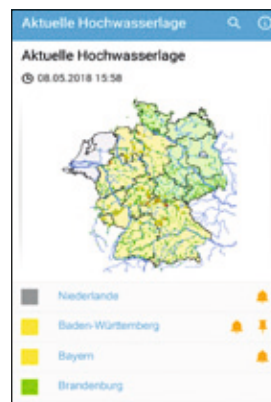 Aktuelle Hochwasserlage
Aktuelle Hochwasserlage
08.05.2018 15:58
Niederlande
Baden-Württemberg
Bayern
Brandenburg